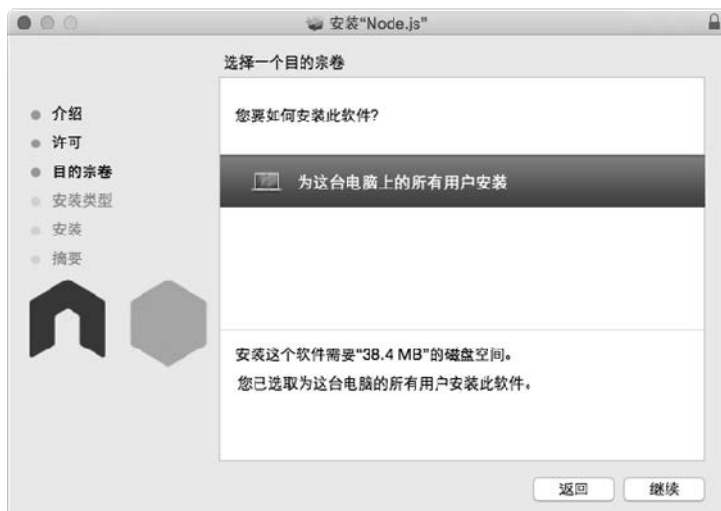 安装“Node.js”
选择一个目的宗卷
介绍
许可
目的宗卷
安装类型
安装
摘要
您要如何安装此软件?
为这台电脑上的所有用户安装
安装这个软件需要“38.4 MB”的磁盘空间。
您已选取为这台电脑的所有用户安装此软件。
返回
继续